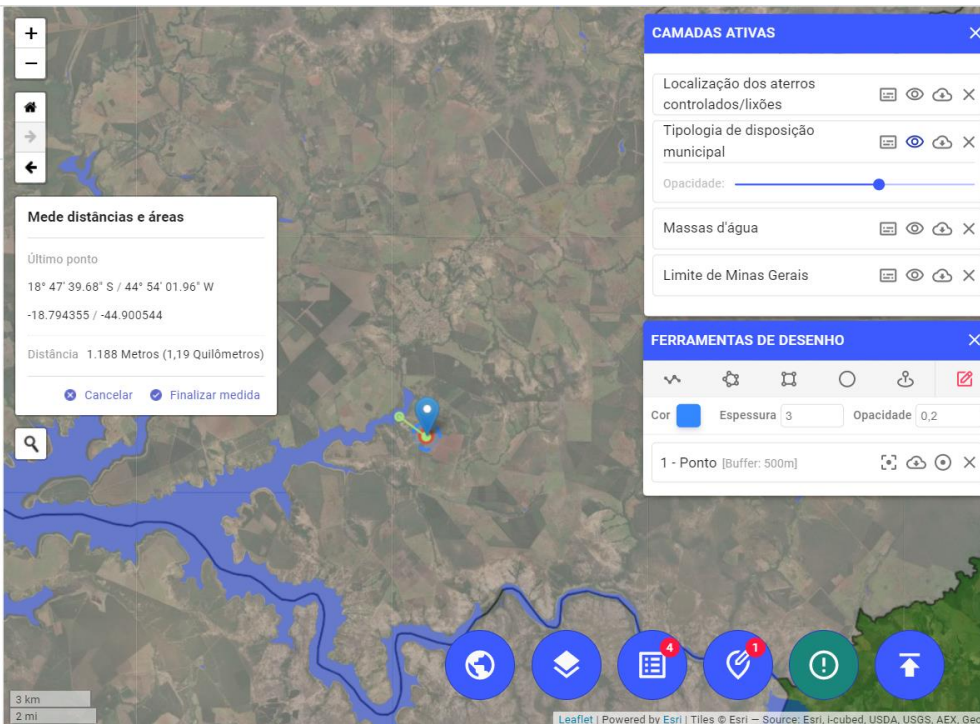 +
−
CAMADAS ATIVAS
Localização dos aterros
controlados/lixões
Tipologia de disposição
municipal
Opacidade:
Massas d'água
Limite de Minas Gerais
Mede distâncias e áreas
Último ponto
18° 47' 39.68" S / 44° 54' 01.96" W
-18.794355 / -44.900544
Distância 1.188 Metros (1,19 Quilômetros)
Cancelar Finalizar medida
FERRAMENTAS DE DESENHO
Cor Espessura 3 Opacidade 0,2
1 - Ponto [Buffer: 500m]
4
1
3 km
2 mi
Leaflet | Powered by Esri | Tiles © Esri — Source: Esri, i-cubed, USDA, USGS, AEX, Geo